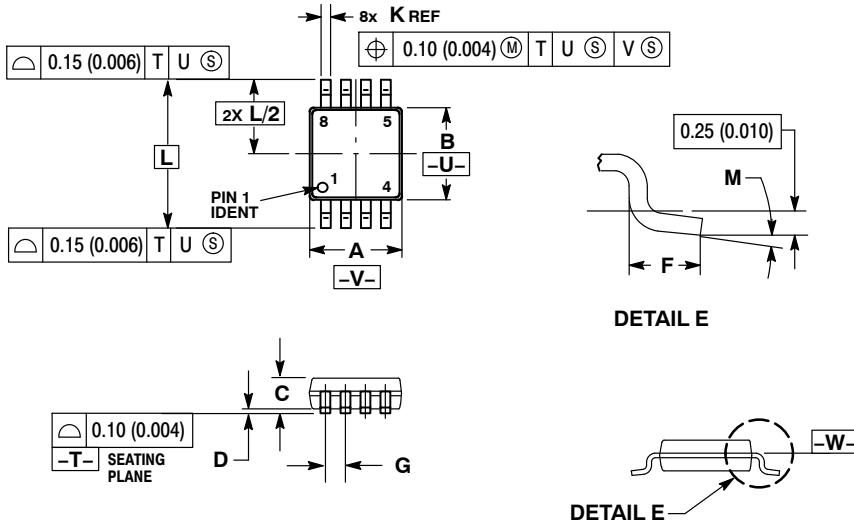 8x K REF
⌖ 0.10 (0.004) Ⓜ T U Ⓢ V Ⓢ
⌓ 0.15 (0.006) T U Ⓢ
2X L/2
8 5
B
–U–
L
PIN 1
IDENT
1
4
⌓ 0.15 (0.006) T U Ⓢ
A
–V–
0.25 (0.010)
M
F
DETAIL E
C
⌓ 0.10 (0.004)
–T– SEATING
PLANE
D
G
–W–
DETAIL E